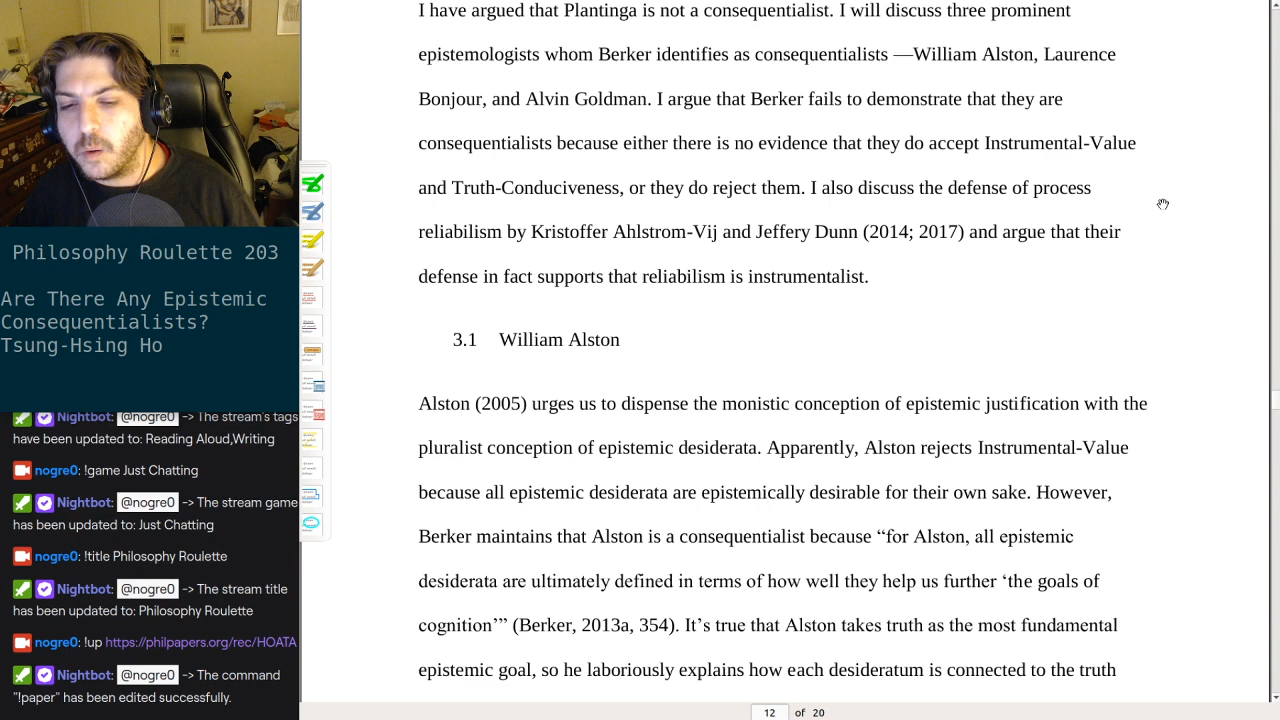 Philosophy Roulette 203
Are There Any Epistemic
Consequentialists?
Tsung-Hsing Ho
Nightbot: @nogre0 -> The stream's tags
been updated to: Reading Aloud,Writing
nogre0: !game Just Chatting
Nightbot: @nogre0 -> The stream game
has been updated to: Just Chatting
nogre0: !title Philosophy Roulette
Nightbot: @nogre0 -> The stream title
has been updated to: Philosophy Roulette
nogre0: !up https://philpapers.org/rec/HOATA
Nightbot: @nogre0 -> The command
"!paper" has been edited successfully.
I have argued that Plantinga is not a consequentialist. I will discuss three prominent
epistemologists whom Berker identifies as consequentialists —William Alston, Laurence
Bonjour, and Alvin Goldman. I argue that Berker fails to demonstrate that they are
consequentialists because either there is no evidence that they do accept Instrumental-Value
and Truth-Conduciveness, or they do reject them. I also discuss the defense of process
reliabilism by Kristoffer Ahlstrom-Vij and Jeffery Dunn (2014; 2017) and argue that their
defense in fact supports that reliabilism is instrumentalist.
3.1 William Alston
Alston (2005) urges us to dispense the monistic conception of epistemic justification with the
pluralist conception of epistemic desiderata. Apparently, Alston rejects Instrumental-Value
because all epistemic desiderata are epistemically desirable for their own sake. However,
Berker maintains that Alston is a consequentialist because “for Alston, all epistemic
desiderata are ultimately defined in terms of how well they help us further ‘the goals of
cognition’” (Berker, 2013a, 354). It’s true that Alston takes truth as the most fundamental
epistemic goal, so he laboriously explains how each desideratum is connected to the truth
12 of 20